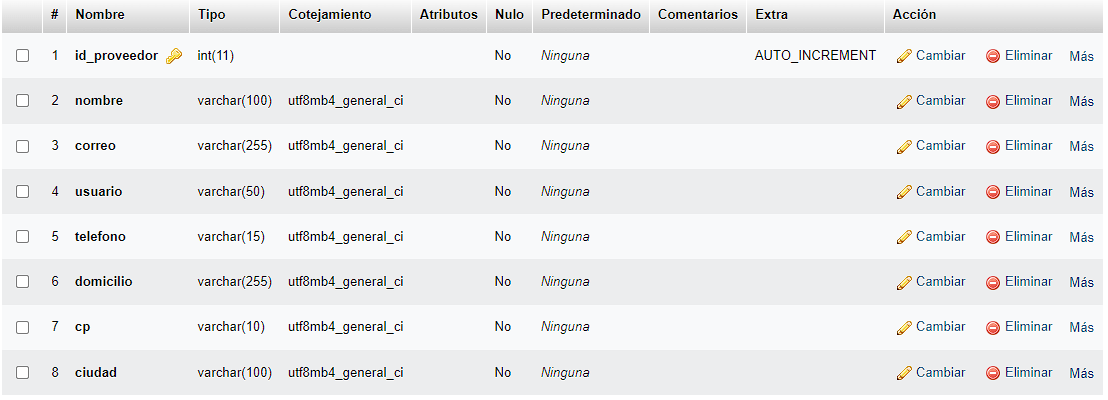 # Nombre Tipo Cotejamiento Atributos Nulo Predeterminado Comentarios Extra Acción
1 id_proveedor int(11) No Ninguna AUTO_INCREMENT Cambiar Eliminar Más
2 nombre varchar(100) utf8mb4_general_ci No Ninguna Cambiar Eliminar Más
3 correo varchar(255) utf8mb4_general_ci No Ninguna Cambiar Eliminar Más
4 usuario varchar(50) utf8mb4_general_ci No Ninguna Cambiar Eliminar Más
5 telefono varchar(15) utf8mb4_general_ci No Ninguna Cambiar Eliminar Más
6 domicilio varchar(255) utf8mb4_general_ci No Ninguna Cambiar Eliminar Más
7 cp varchar(10) utf8mb4_general_ci No Ninguna Cambiar Eliminar Más
8 ciudad varchar(100) utf8mb4_general_ci No Ninguna Cambiar Eliminar Más